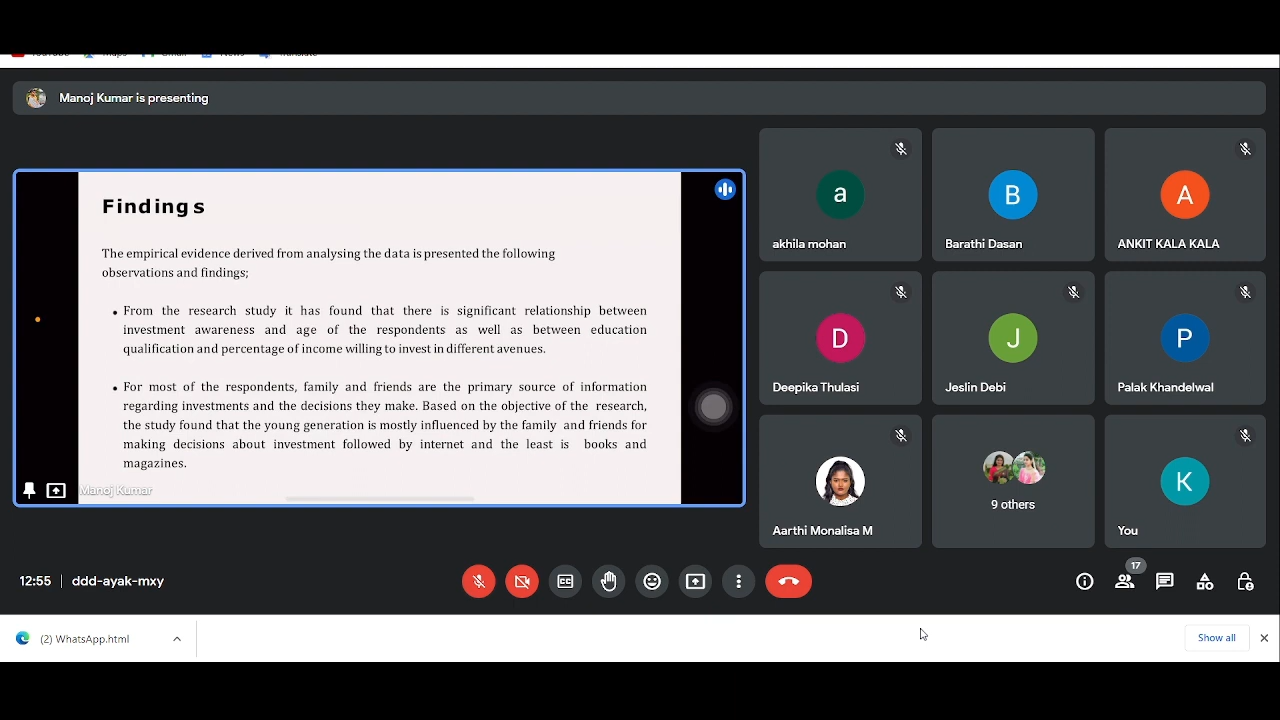 Manoj Kumar is presenting
Findings
The empirical evidence derived from analysing the data is presented the following
observations and findings;
• From the research study it has found that there is significant relationship between
investment awareness and age of the respondents as well as between education
qualification and percentage of income willing to invest in different avenues.
• For most of the respondents, family and friends are the primary source of information
regarding investments and the decisions they make. Based on the objective of the research,
the study found that the young generation is mostly influenced by the family and friends for
making decisions about investment followed by internet and the least is books and
magazines.
Manoj Kumar
a
akhila mohan
B
Barathi Dasan
A
ANKIT KALA KALA
D
Deepika Thulasi
J
Jeslin Debi
P
Palak Khandelwal
Aarthi Monalisa M
9 others
K
You
12:55 | ddd-ayak-mxy
CC
17
(2) WhatsApp.html
Show all